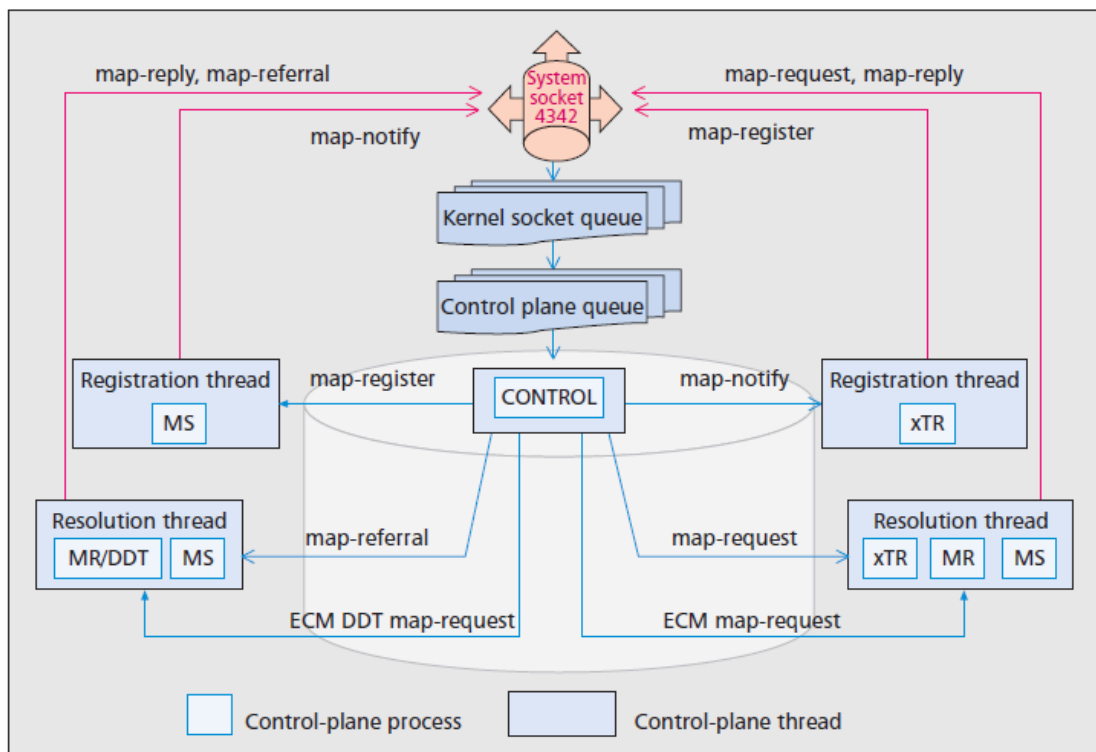 map-reply, map-referral
System
socket
4342
map-request, map-reply
map-notify
map-register
Kernel socket queue
Control plane queue
Registration thread
MS
map-register
CONTROL
map-notify
Registration thread
xTR
Resolution thread
MR/DDT MS
map-referral
map-request
Resolution thread
xTR MR MS
ECM DDT map-request
ECM map-request
Control-plane process
Control-plane thread